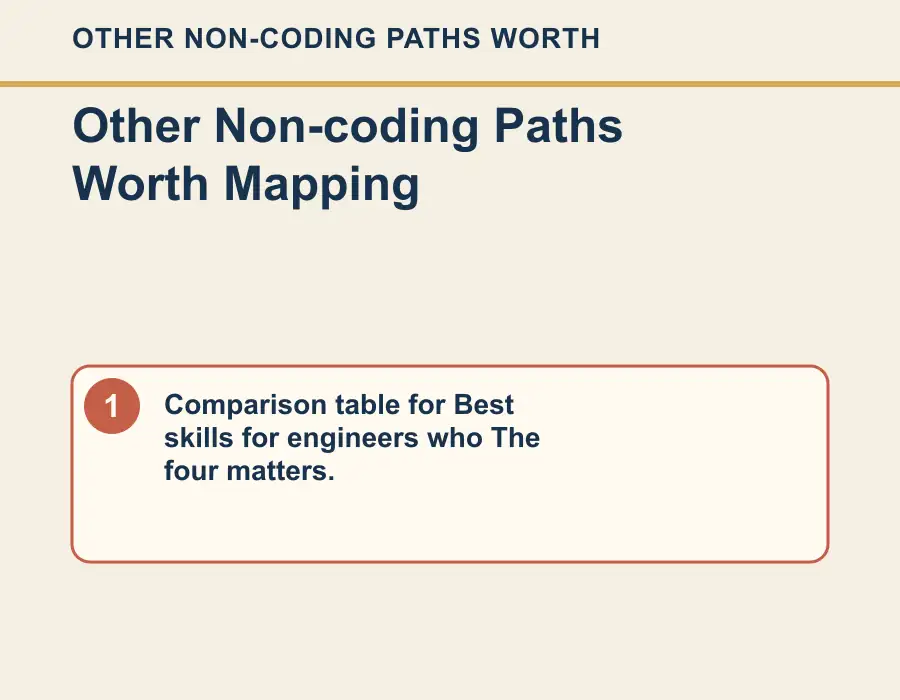 OTHER NON-CODING PATHS WORTH
Other Non-coding Paths
Worth Mapping
1
Comparison table for Best
skills for engineers who The
four matters.